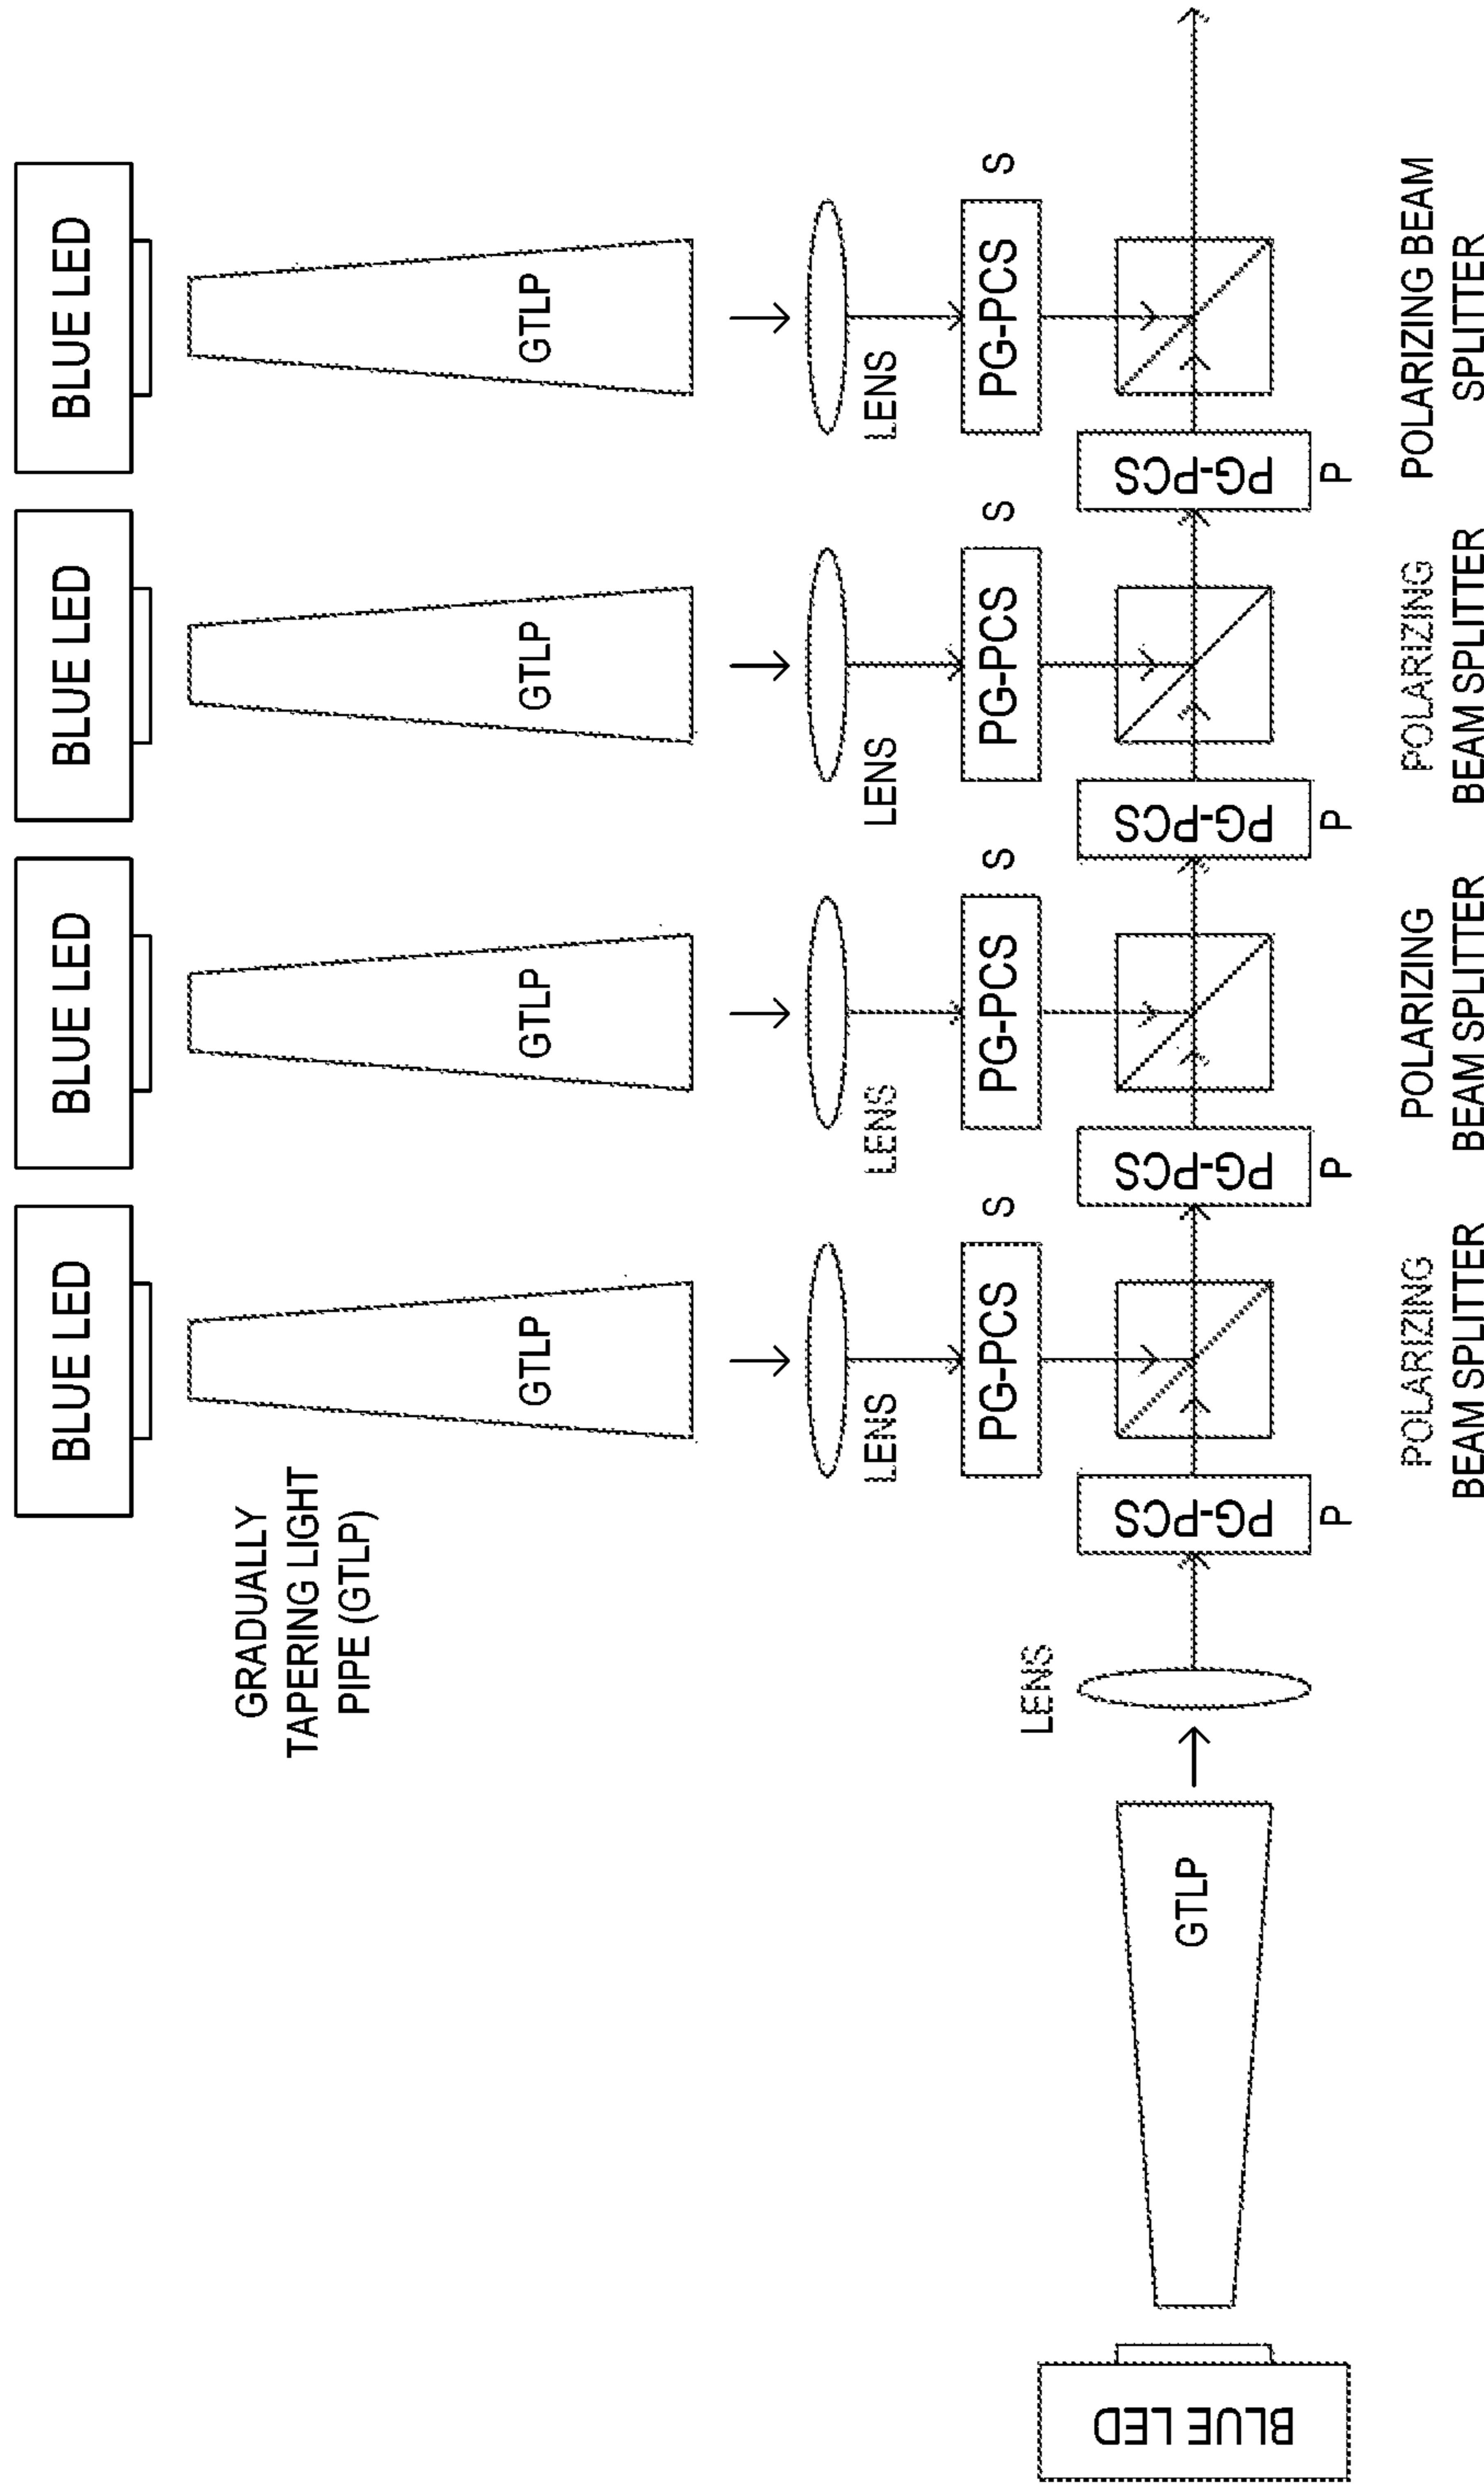 BLUE LED
BLUE LED
BLUE LED
BLUE LED
GRADUALLY
TAPERING LIGHT
PIPE (GTLP)
GTLP
GTLP
GTLP
GTLP
LENS
LENS
LENS
LENS
PG-PCS
S
PG-PCS
S
PG-PCS
S
PG-PCS
S
BLUE LED
GTLP
LENS
PG-PCS
P
PG-PCS
P
PG-PCS
P
PG-PCS
P
POLARIZING
BEAM SPLITTER
POLARIZING
BEAM SPLITTER
POLARIZING
BEAM SPLITTER
POLARIZING BEAM
SPLITTER